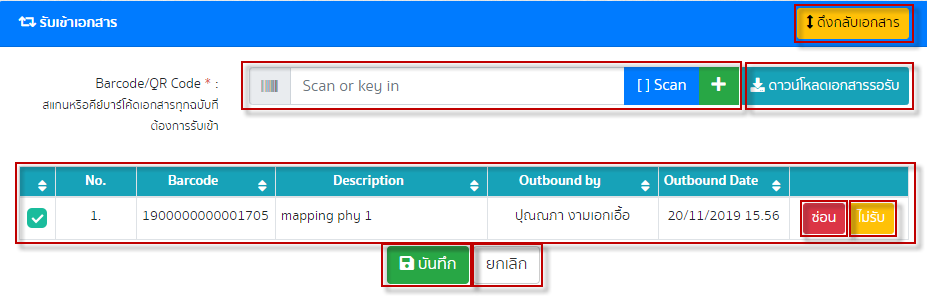 รับเข้าเอกสาร
ดึงกลับเอกสาร
Barcode/QR Code * :
สแกนหรือคีย์บาร์โค้ดเอกสารทุกฉบับที่
ต้องการรับเข้า
Scan or key in
[ ] Scan
ดาวน์โหลดเอกสารรอรับ
No. Barcode Description Outbound by Outbound Date
1. 1900000000001705 mapping phy 1 ปุณณภา งามเอกเอื้อ 20/11/2019 15.56 ซ่อน ไม่รับ
บันทึก ยกเลิก